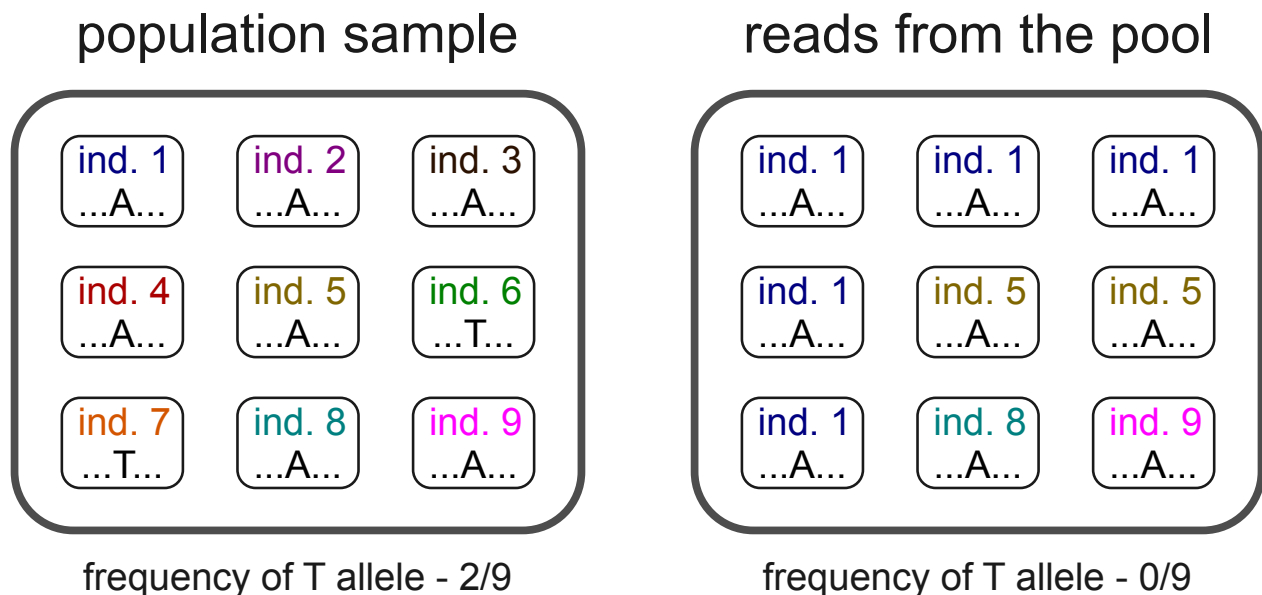 population sample
reads from the pool
ind. 1
ind. 2
ind. 3
...A...
...A...
...A...
ind. 4
ind. 5
ind. 6
...A...
...A...
...T...
ind. 7
ind. 8
ind. 9
...T...
...A...
...A...
frequency of T allele - 2/9
ind. 1
ind. 1
ind. 1
...A...
...A...
...A...
ind. 1
ind. 5
ind. 5
...A...
...A...
...A...
ind. 1
ind. 8
ind. 9
...A...
...A...
...A...
frequency of T allele - 0/9